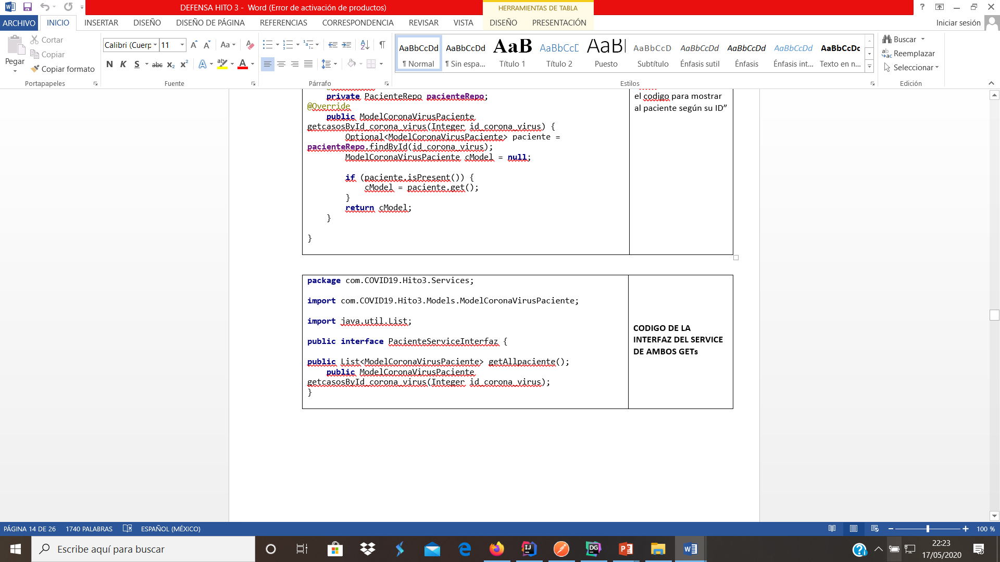 DEFENSA HITO 3 - Word (Error de activación de productos)
HERRAMIENTAS DE TABLA
ARCHIVO INICIO INSERTAR DISEÑO DISEÑO DE PÁGINA REFERENCIAS CORRESPONDENCIA REVISAR VISTA DISEÑO PRESENTACIÓN Iniciar sesión
Pegar
Cortar
Copiar
Copiar formato
Portapapeles
Calibri (Cuerp 11
Fuente
Párrafo
AaBbCcDd AaBbCcDd AaB AaBbCcD AaBl AaBbCcD AaBbCcDd AaBbCcDd AaBbCcDd AaBbCcDc
¶ Normal ¶ Sin espa... Título 1 Título 2 Puesto Subtítulo Énfasis sutil Énfasis Énfasis int... Texto en n...
Estilos
Buscar
Reemplazar
Seleccionar
Edición
private PacienteRepo pacienteRepo;
@Override
public ModelCoronaVirusPaciente
getcasosById_corona_virus(Integer id_corona_virus) {
Optional<ModelCoronaVirusPaciente> paciente =
pacienteRepo.findById(id_corona_virus);
ModelCoronaVirusPaciente cModel = null;
if (paciente.isPresent()) {
cModel = paciente.get();
}
return cModel;
}
}
el codigo para mostrar
al paciente según su ID”
package com.COVID19.Hito3.Services;
import com.COVID19.Hito3.Models.ModelCoronaVirusPaciente;
import java.util.List;
public interface PacienteServiceInterfaz {
public List<ModelCoronaVirusPaciente> getAllpaciente();
public ModelCoronaVirusPaciente
getcasosById_corona_virus(Integer id_corona_virus);
}
CODIGO DE LA
INTERFAZ DEL SERVICE
DE AMBOS GETs
PÁGINA 14 DE 26 1740 PALABRAS ESPAÑOL (MÉXICO) 100 %
Escribe aquí para buscar
22:23
17/05/2020